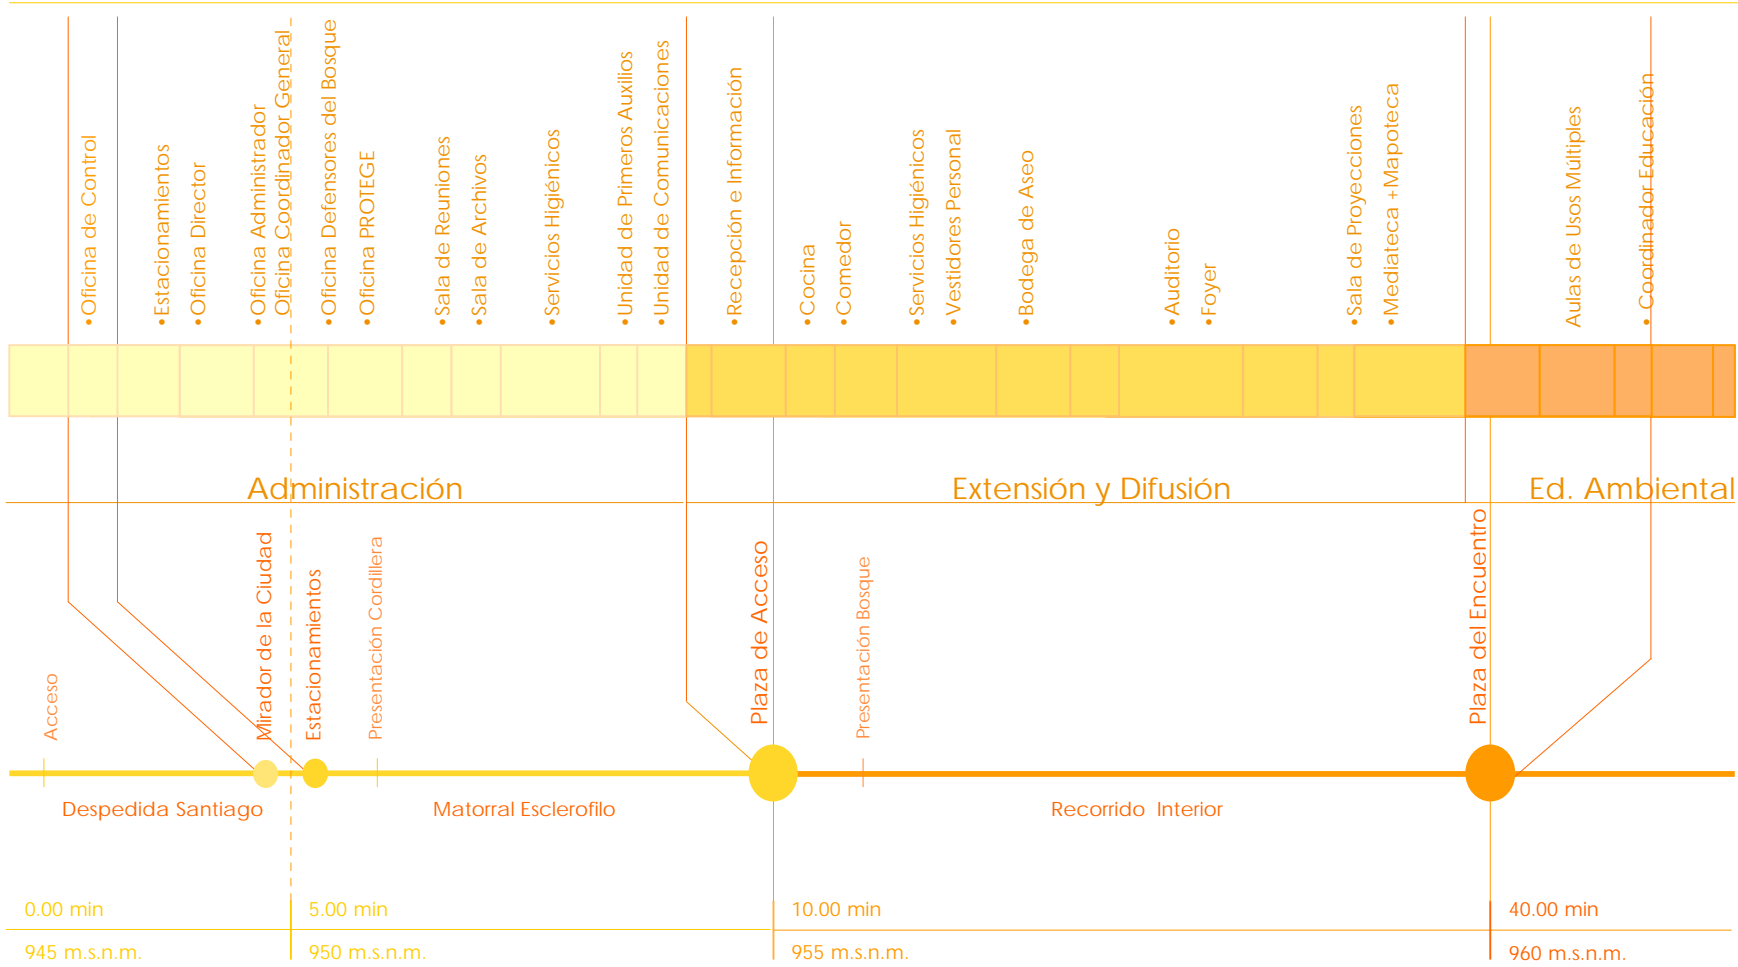 •Oficina de Control
•Estacionamientos
•Oficina Director
•Oficina Administrador
Oficina Coordinador General
•Oficina Defensores del Bosque
•Oficina PROTEGE
•Sala de Reuniones
•Sala de Archivos
•Servicios Higiénicos
•Unidad de Primeros Auxilios
•Unidad de Comunicaciones
•Recepción e Información
•Cocina
•Comedor
•Servicios Higiénicos
•Vestidores Personal
•Bodega de Aseo
•Auditorio
•Foyer
•Sala de Proyecciones
•Mediateca +Mapoteca
Aulas de Usos Múltiples
• Coordinador Educación
Administración
Extensión y Difusión
Ed. Ambiental
Acceso
Mirador de la Ciudad
Estacionamientos
Presentación Cordillera
Plaza de Acceso
Presentación Bosque
Plaza del Encuentro
Despedida Santiago
Matorral Esclerofilo
Recorrido Interior
0.00 min
5.00 min
10.00 min
40.00 min
945 m.s.n.m.
950 m.s.n.m.
955 m.s.n.m.
960 m.s.n.m.